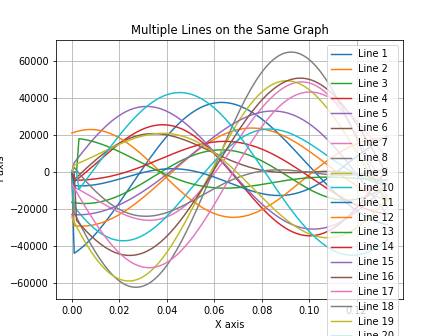 Multiple Lines on the Same Graph
60000
40000
20000
0
−20000
−40000
−60000
0.00
0.02
0.04
0.06
0.08
0.10
X axis
Line 1
Line 2
Line 3
Line 4
Line 5
Line 6
Line 7
Line 8
Line 9
Line 10
Line 11
Line 12
Line 13
Line 14
Line 15
Line 16
Line 17
Line 18
Line 19
Line 20